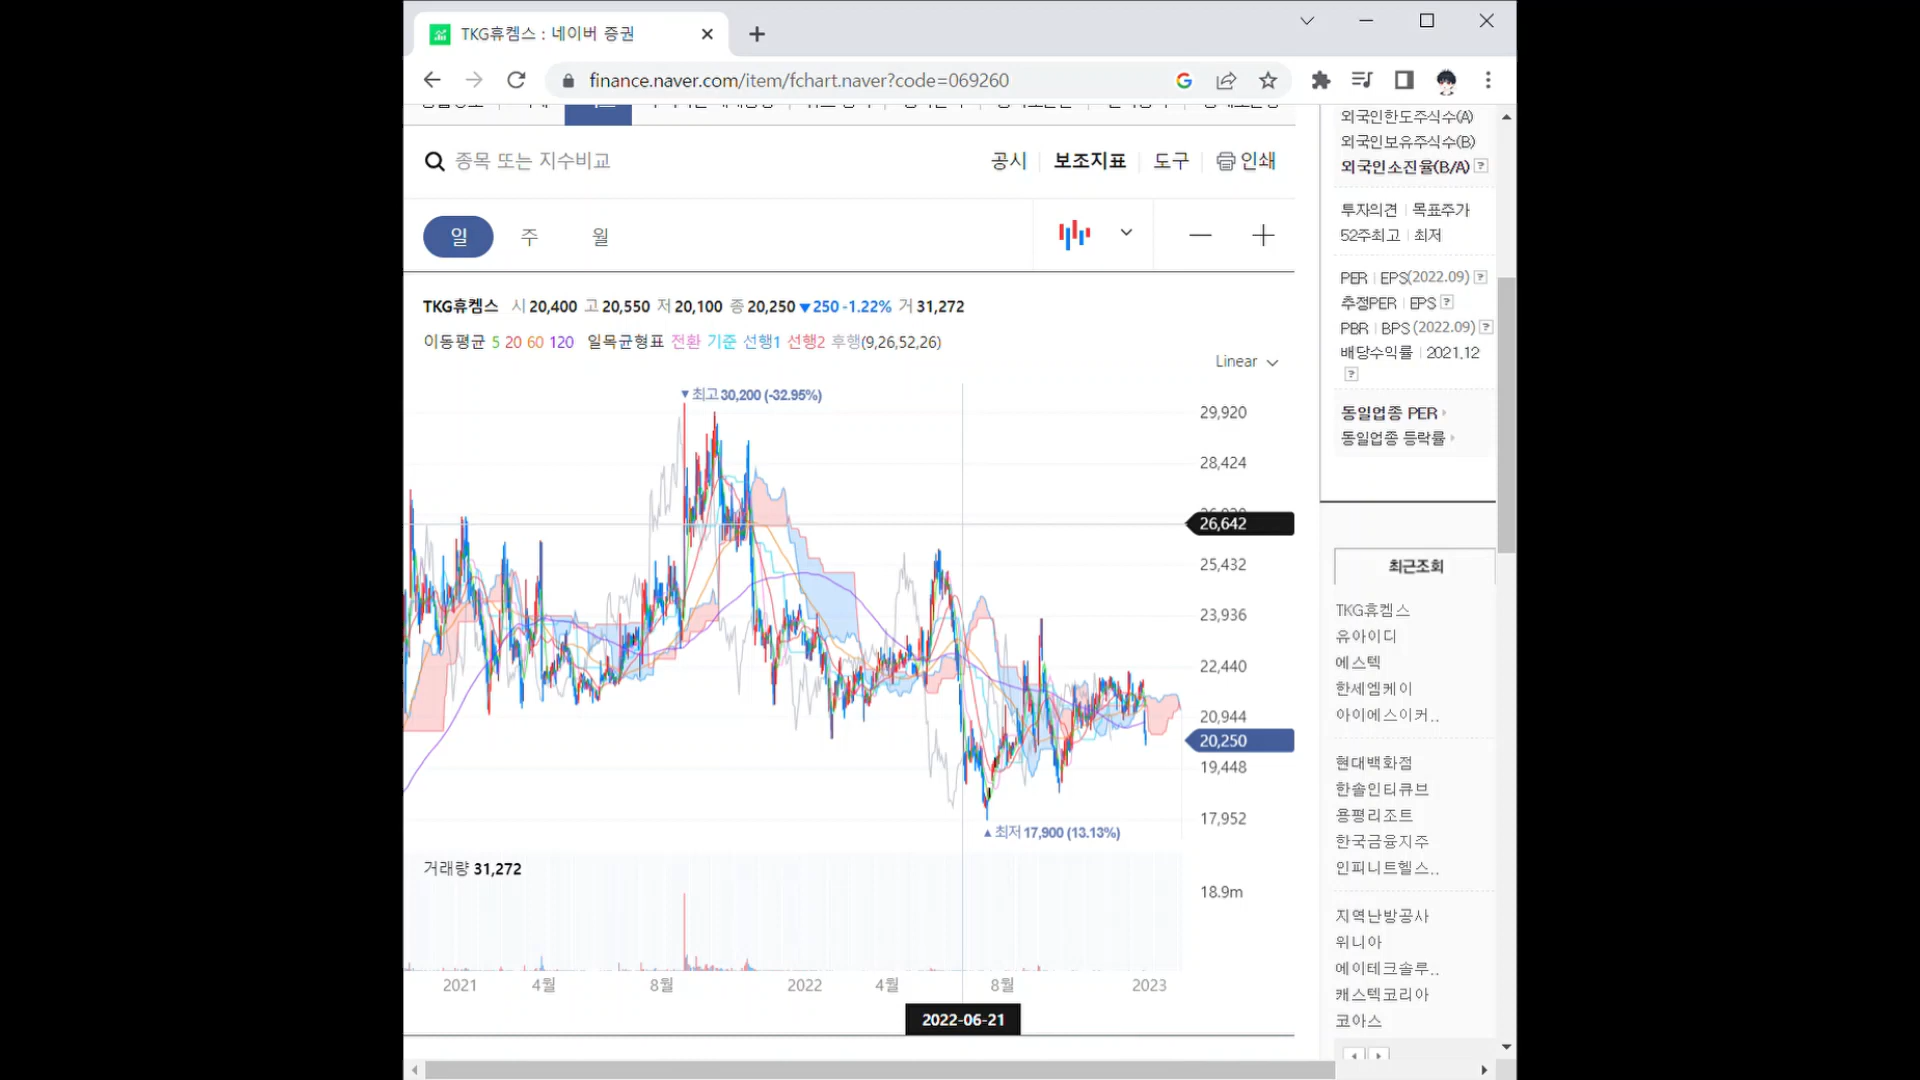 TKG휴켐스 : 네이버 증권
finance.naver.com/item/fchart.naver?code=069260
종목 또는 지수비교
공시 보조지표 도구 인쇄
일 주 월
TKG휴켐스 시 20,400 고 20,550 저 20,100 종 20,250 ▼250 -1.22% 거 31,272
이동평균 5 20 60 120 일목균형표 전환 기준 선행1 선행2 후행(9,26,52,26)
Linear
▼최고 30,200 (-32.95%)
29,920
28,424
26,642
25,432
23,936
22,440
20,944
20,250
19,448
17,952
▲최저 17,900 (13.13%)
거래량 31,272
18.9m
2021 4월 8월 2022 4월 8월 2023
2022-06-21
외국인한도주식수(A)
외국인보유주식수(B)
외국인소진율(B/A) ?
투자의견 | 목표주가
52주최고 | 최저
PER | EPS(2022.09) ?
추정PER | EPS ?
PBR | BPS (2022.09) ?
배당수익률 | 2021.12
?
동일업종 PER
동일업종 등락률
최근조회
TKG휴켐스
유아이디
에스텍
한세엠케이
아이에스이커..
현대백화점
한솔인티큐브
용평리조트
한국금융지주
인피니트헬스..
지역난방공사
위니아
에이테크솔루..
캐스텍코리아
코아스